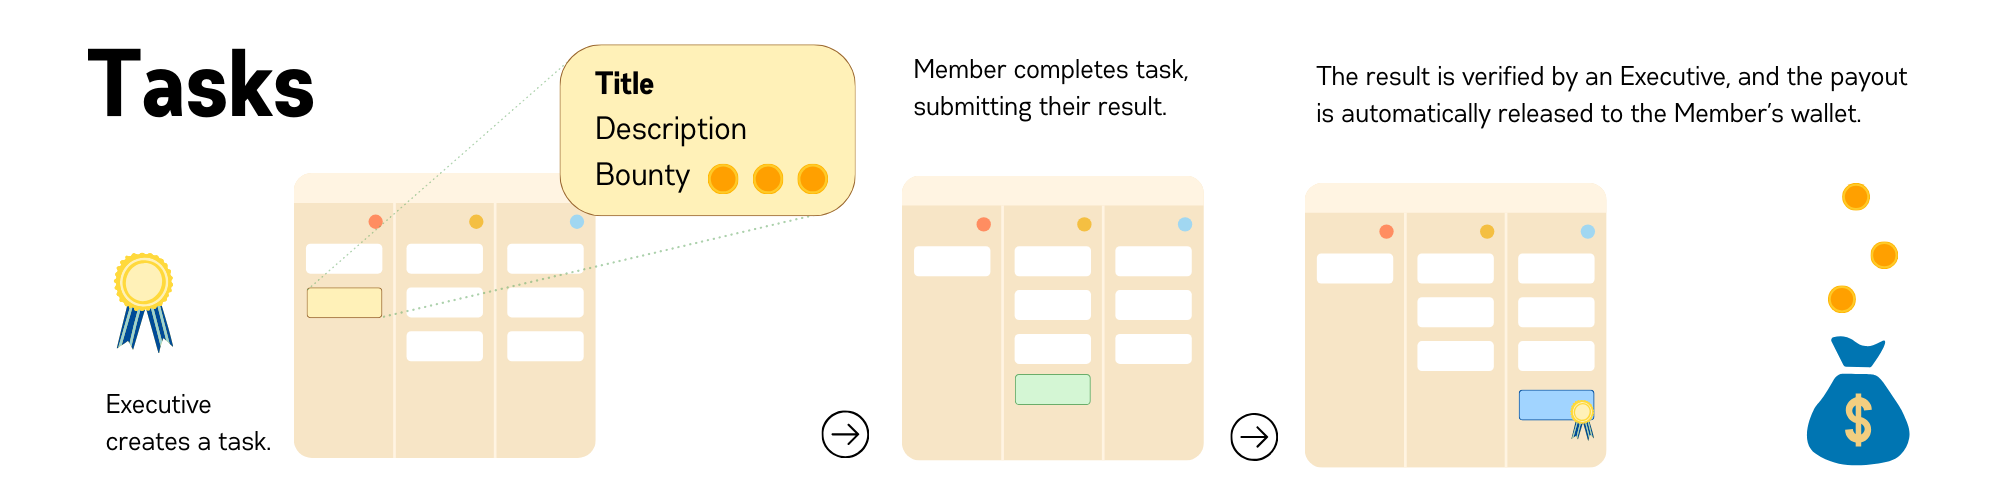 Tasks
Title
Description
Bounty
Executive
creates a task.
Member completes task,
submitting their result.
The result is verified by an Executive, and the payout
is automatically released to the Member's wallet.
$